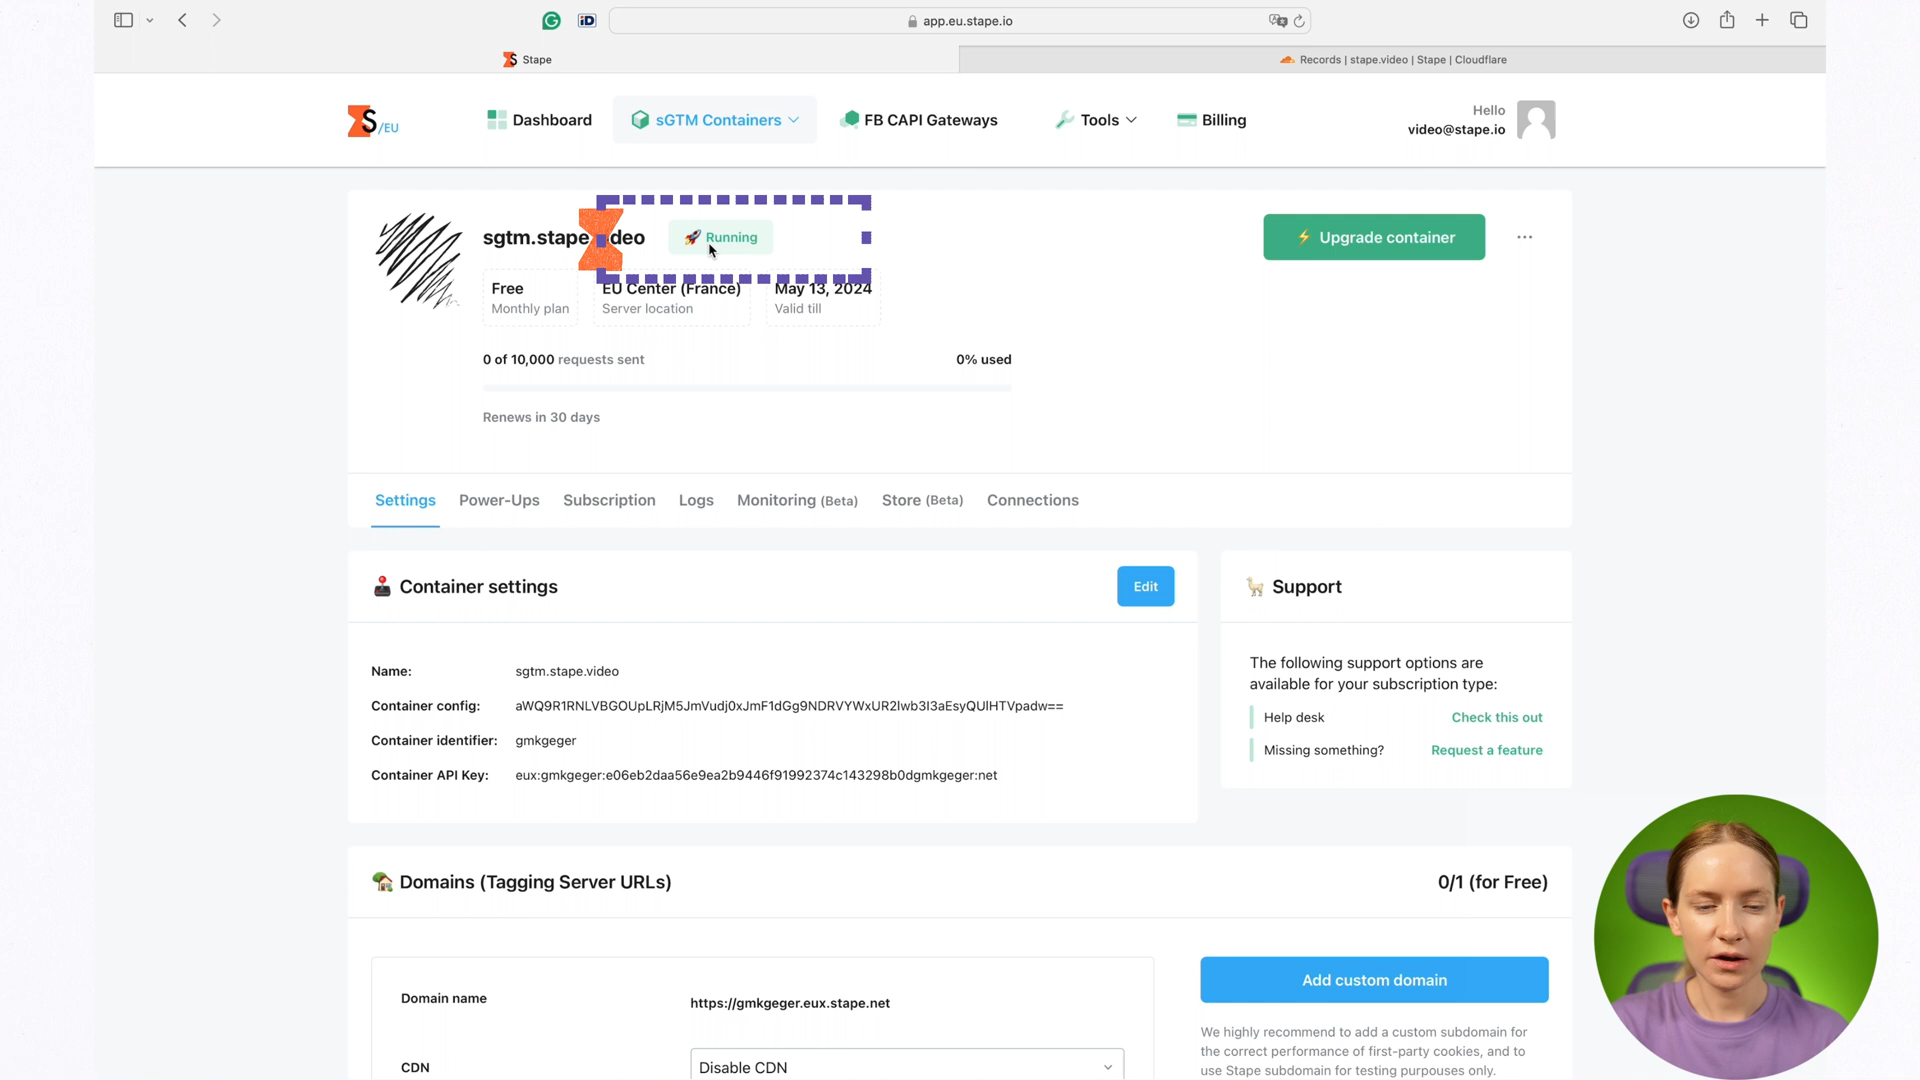 app.eu.stape.io
Stape
Records | stape.video | Stape | Cloudflare
S/EU
Dashboard
sGTM Containers
FB CAPI Gateways
Tools
Billing
Hello
video@stape.io
sgtm.stape deo
Running
Upgrade container
Free
Monthly plan
EU Center (France)
Server location
May 13, 2024
Valid till
0 of 10,000 requests sent
0% used
Renews in 30 days
Settings
Power-Ups
Subscription
Logs
Monitoring (Beta)
Store (Beta)
Connections
Container settings
Edit
Name:
sgtm.stape.video
Container config:
aWQ9R1RNLVBGOUpLRjM5JmVudj0xJmF1dGg9NDRVYWxUR2lwb3I3aEsyQUlHTVpadw==
Container identifier:
gmkgeger
Container API Key:
eux:gmkgeger:e06eb2daa56e9ea2b9446f91992374c143298b0dgmkgeger:net
Support
The following support options are
available for your subscription type:
Help desk
Check this out
Missing something?
Request a feature
Domains (Tagging Server URLs)
0/1 (for Free)
Domain name
https://gmkgeger.eux.stape.net
CDN
Disable CDN
Add custom domain
We highly recommend to add a custom subdomain for
the correct performance of first-party cookies, and to
use Stape subdomain for testing purpouses only.